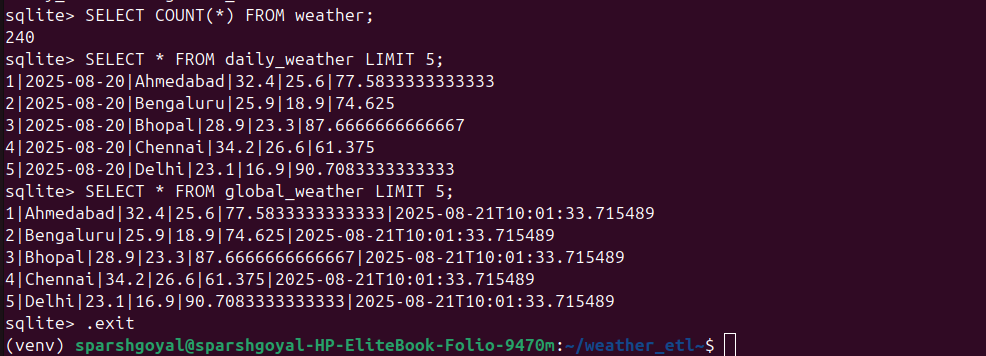 sqlite> SELECT COUNT(*) FROM weather;
240
sqlite> SELECT * FROM daily_weather LIMIT 5;
1|2025-08-20|Ahmedabad|32.4|25.6|77.5833333333333
2|2025-08-20|Bengaluru|25.9|18.9|74.625
3|2025-08-20|Bhopal|28.9|23.3|87.6666666666667
4|2025-08-20|Chennai|34.2|26.6|61.375
5|2025-08-20|Delhi|23.1|16.9|90.7083333333333
sqlite> SELECT * FROM global_weather LIMIT 5;
1|Ahmedabad|32.4|25.6|77.5833333333333|2025-08-21T10:01:33.715489
2|Bengaluru|25.9|18.9|74.625|2025-08-21T10:01:33.715489
3|Bhopal|28.9|23.3|87.6666666666667|2025-08-21T10:01:33.715489
4|Chennai|34.2|26.6|61.375|2025-08-21T10:01:33.715489
5|Delhi|23.1|16.9|90.7083333333333|2025-08-21T10:01:33.715489
sqlite> .exit
(venv) sparshgoyal@sparshgoyal-HP-EliteBook-Folio-9470m:~/weather_etl~$